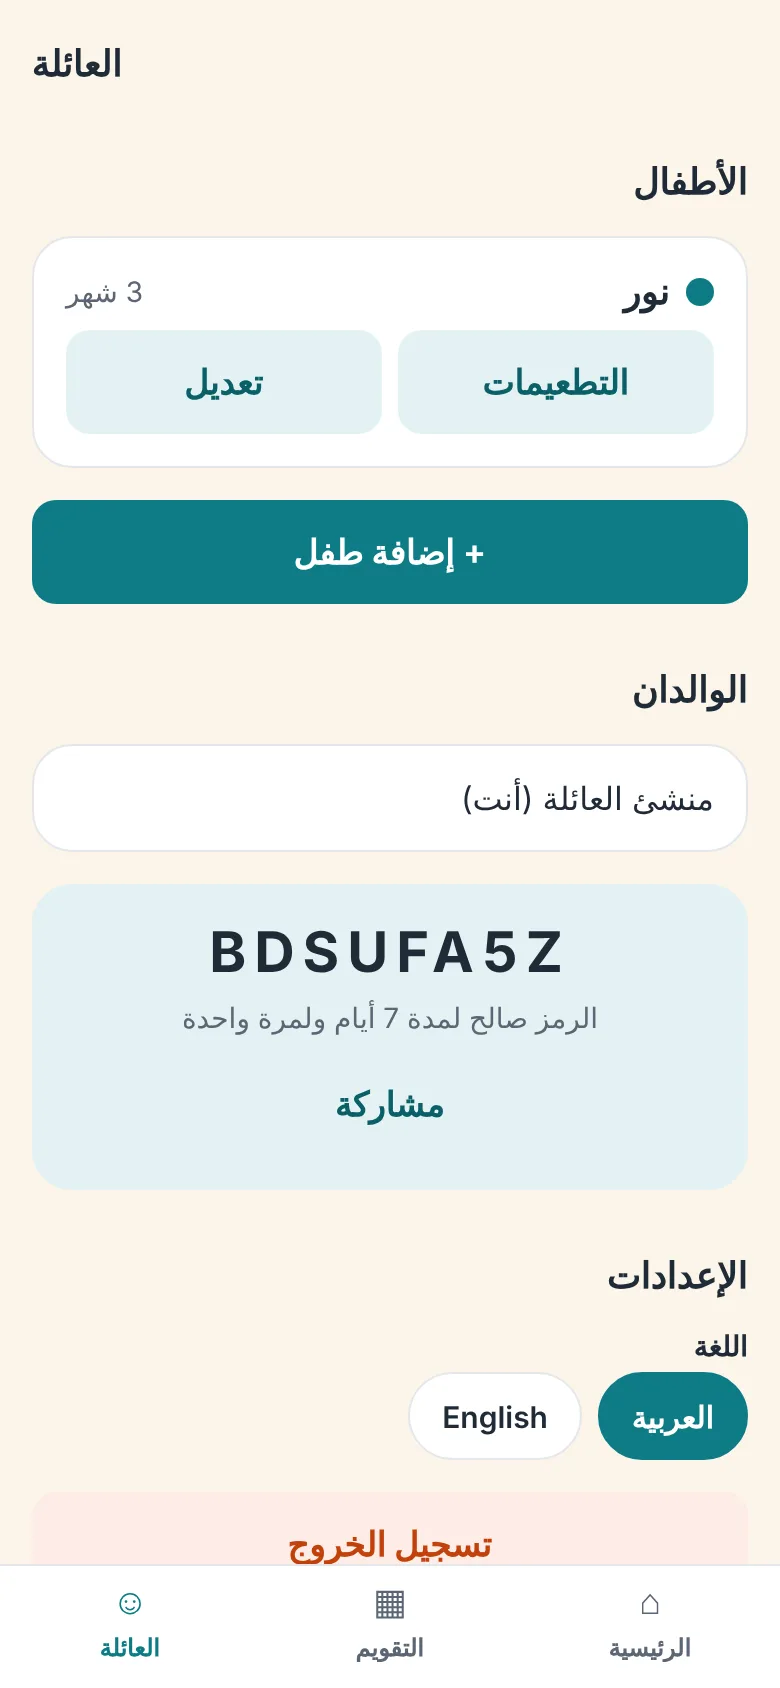 العائلة
الأطفال
نور
3 شهر
التطعيمات
تعديل
+ إضافة طفل
الوالدان
منشئ العائلة (أنت)
BDSUFA5Z
الرمز صالح لمدة 7 أيام ولمرة واحدة
مشاركة
الإعدادات
اللغة
العربية
English
تسجيل الخروج
الرئيسية
التقويم
العائلة